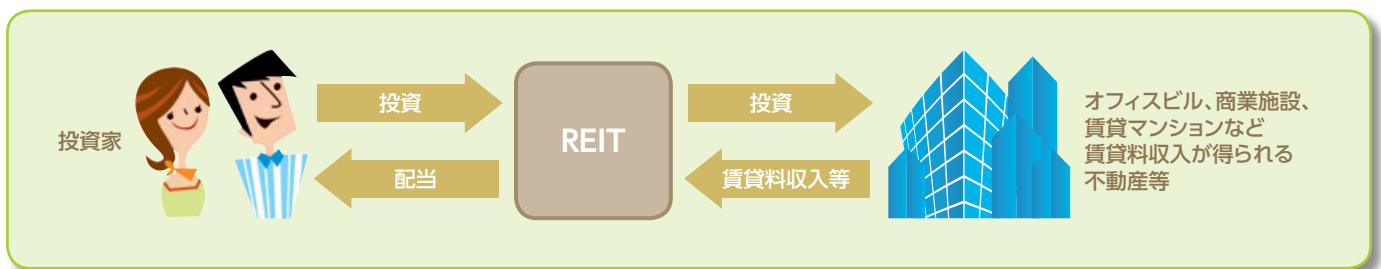 投資家
投資
配当
REIT
投資
賃貸料収入等
オフィスビル、商業施設、
賃貸マンションなど
賃貸料収入が得られる
不動産等